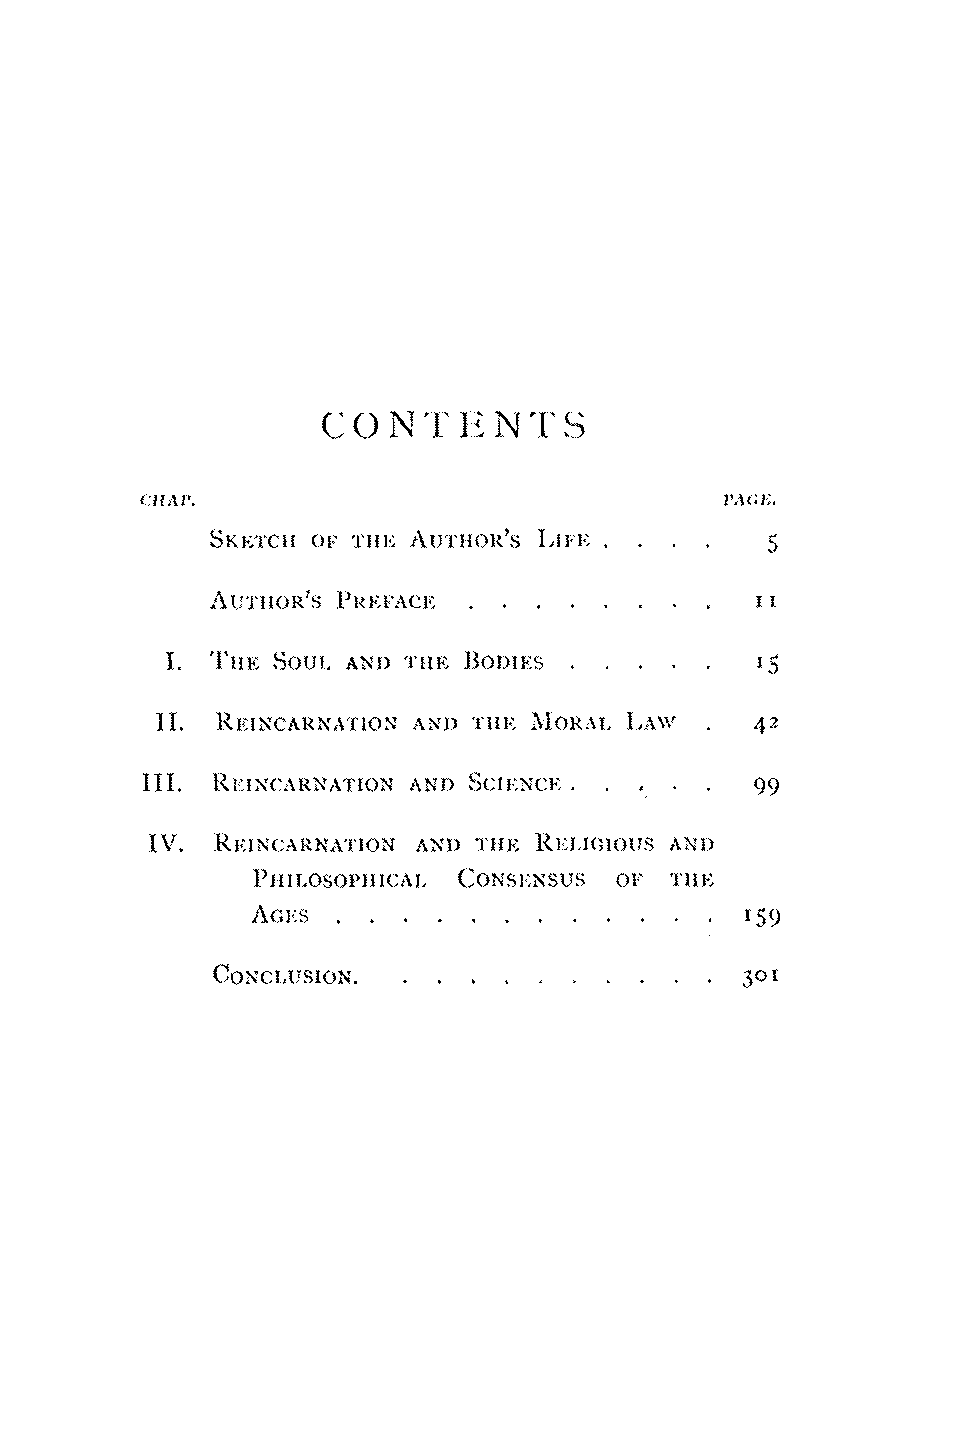 CONTENTS
CHAP. PAGE.
Sketch of the Author's Life . . . . 5
Author's Preface . . . . . . . . 11
I. The Soul and the Bodies . . . . . 15
II. Reincarnation and the Moral Law . 42
III. Reincarnation and Science . . . . . 99
IV. Reincarnation and the Religious and
Philosophical Consensus of the
Ages . . . . . . . . . . . . 159
Conclusion. . . . . . . . . . . 301